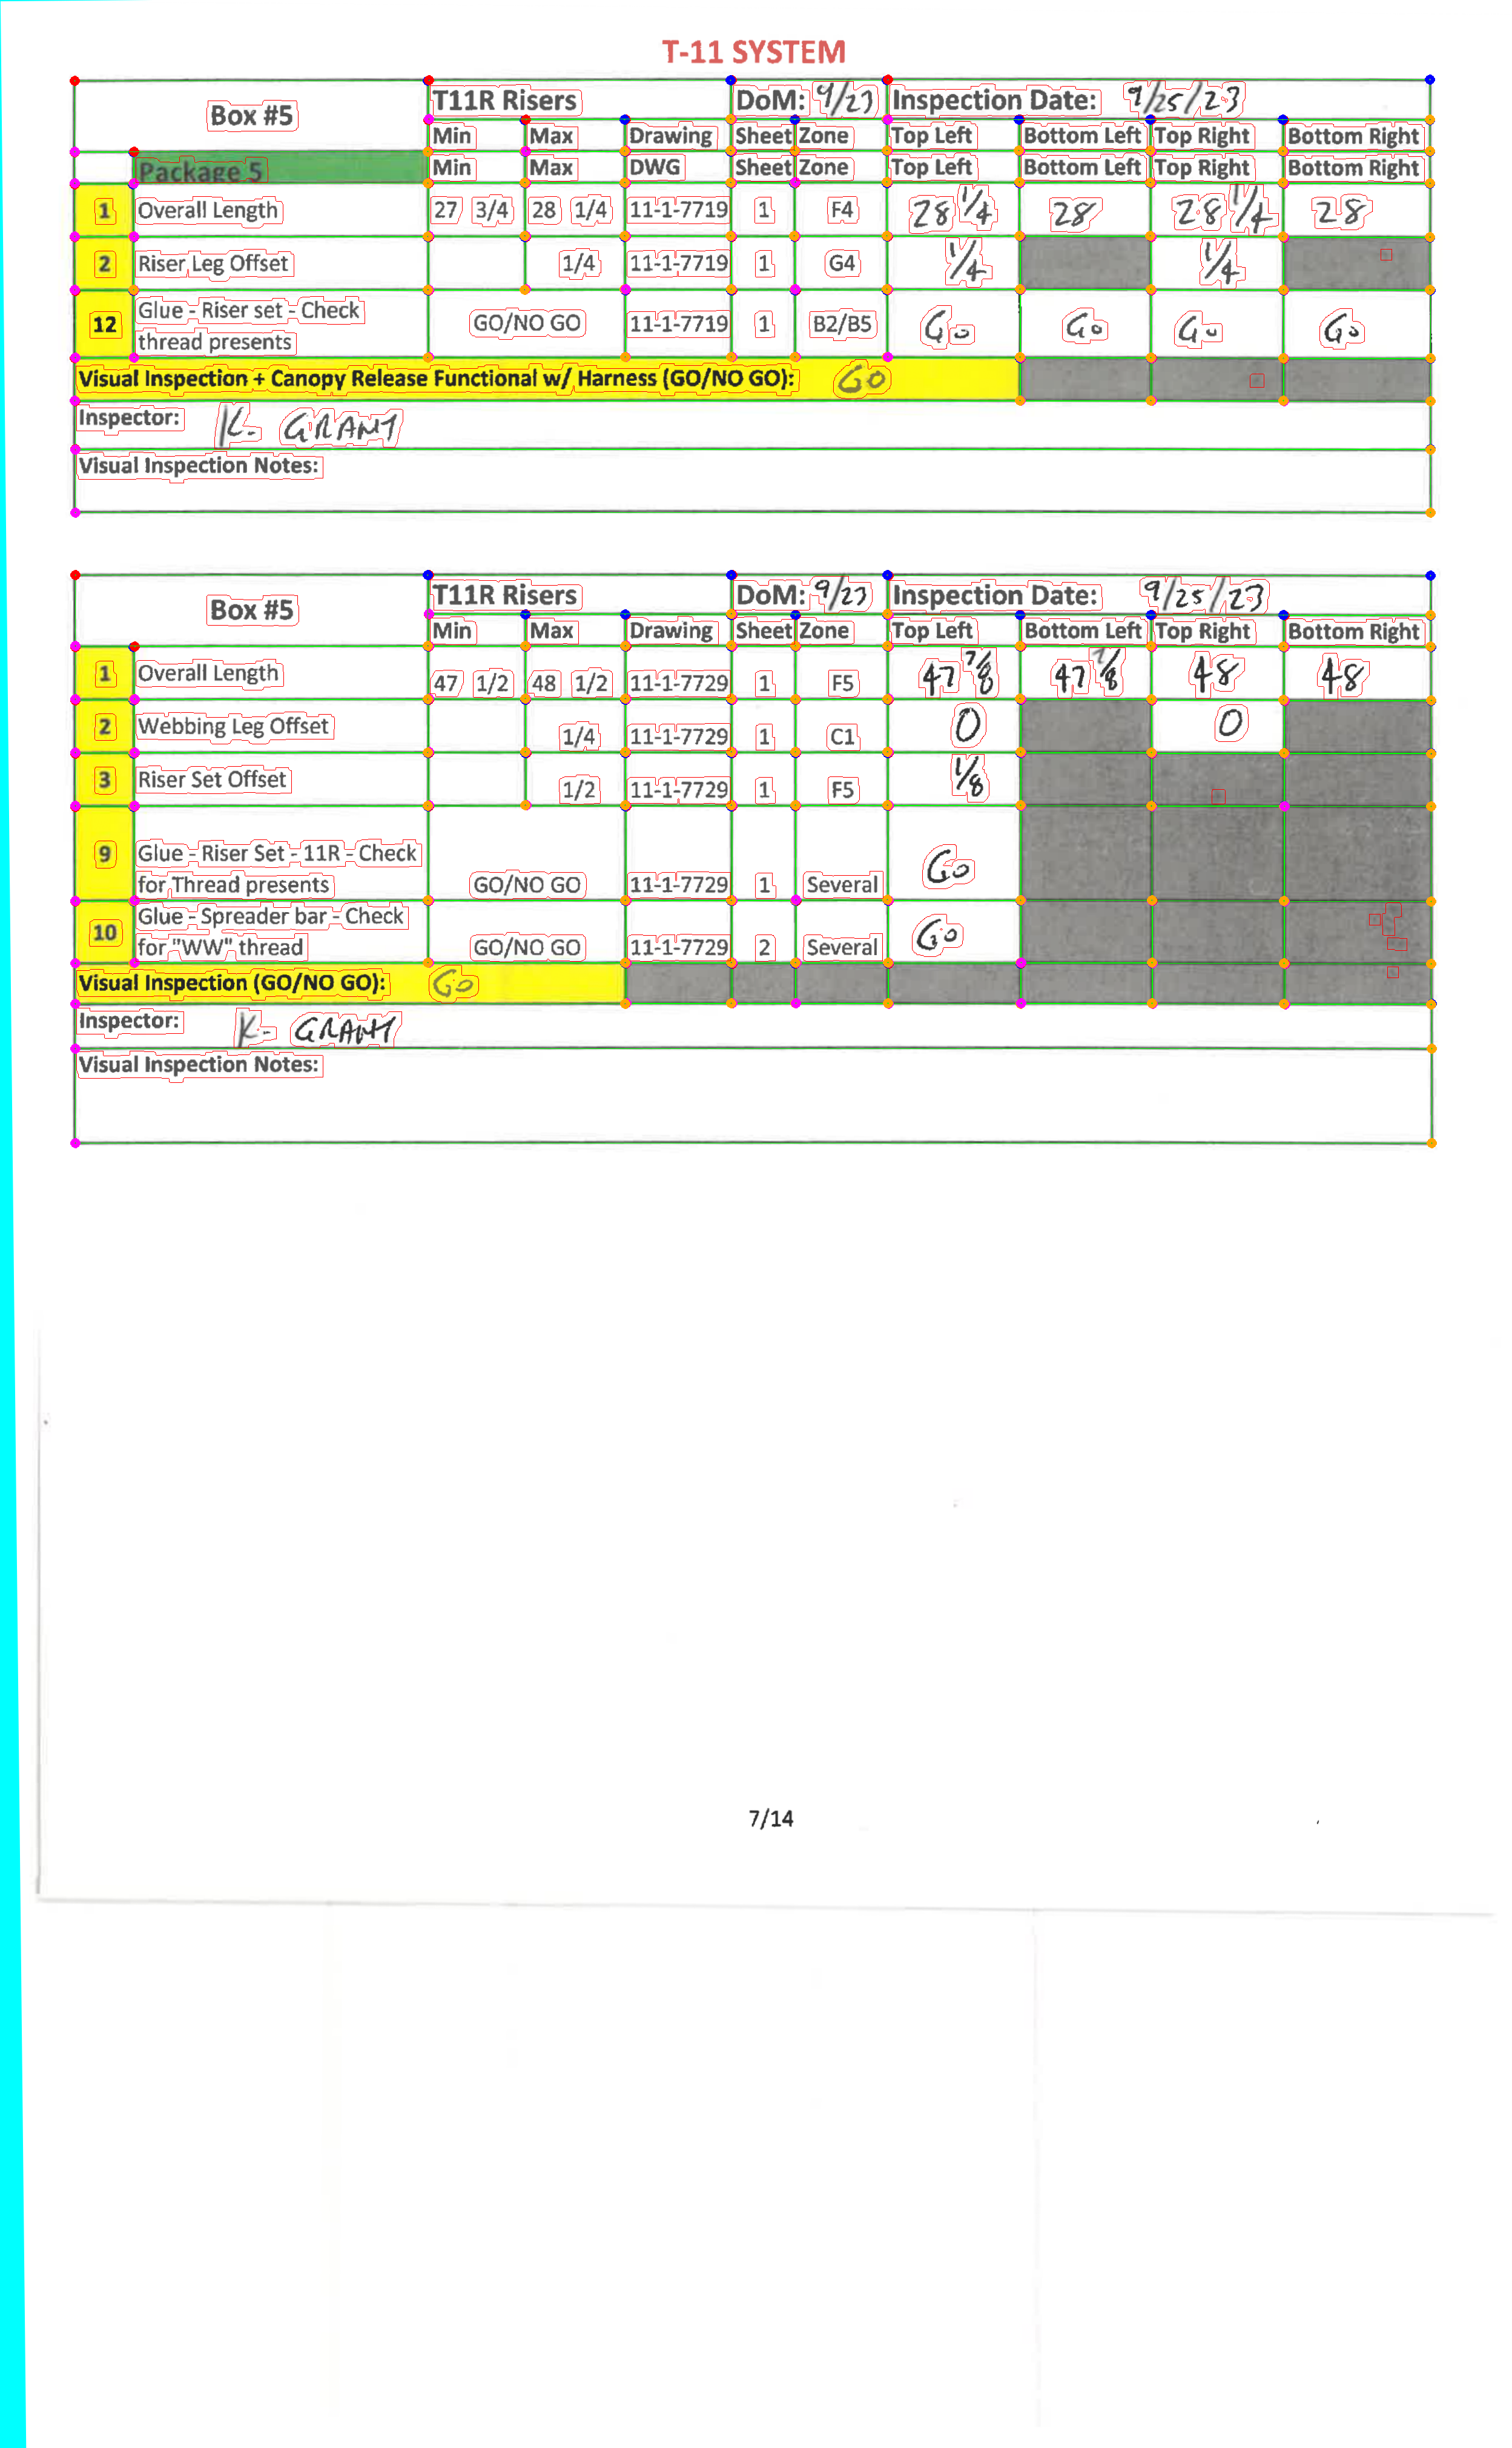 T-11 SYSTEM
Box #5 T11R Risers DoM: 9/23 Inspection Date: 9/25/23
Min Max Drawing Sheet Zone Top Left Bottom Left Top Right Bottom Right
Package 5 Min Max DWG Sheet Zone Top Left Bottom Left Top Right Bottom Right
1 Overall Length 27 3/4 28 1/4 11-1-7719 1 F4 28 1/4 28 28 1/4 28
2 Riser Leg Offset 1/4 11-1-7719 1 G4 1/4 1/4
12 Glue - Riser set - Check thread presents GO/NO GO 11-1-7719 1 B2/B5 Go Go Go Go
Visual Inspection + Canopy Release Functional w/ Harness (GO/NO GO): GO
Inspector: K. GRANT
Visual Inspection Notes:
Box #5 T11R Risers DoM: 9/23 Inspection Date: 9/25/23
Min Max Drawing Sheet Zone Top Left Bottom Left Top Right Bottom Right
1 Overall Length 47 1/2 48 1/2 11-1-7729 1 F5 47 7/8 47 7/8 48 48
2 Webbing Leg Offset 1/4 11-1-7729 1 C1 0 0
3 Riser Set Offset 1/2 11-1-7729 1 F5 1/8
9 Glue - Riser Set - 11R - Check for Thread presents GO/NO GO 11-1-7729 1 Several Go
10 Glue - Spreader bar - Check for "WW" thread GO/NO GO 11-1-7729 2 Several Go
Visual Inspection (GO/NO GO): GO
Inspector: K. GRANT
Visual Inspection Notes:
7/14